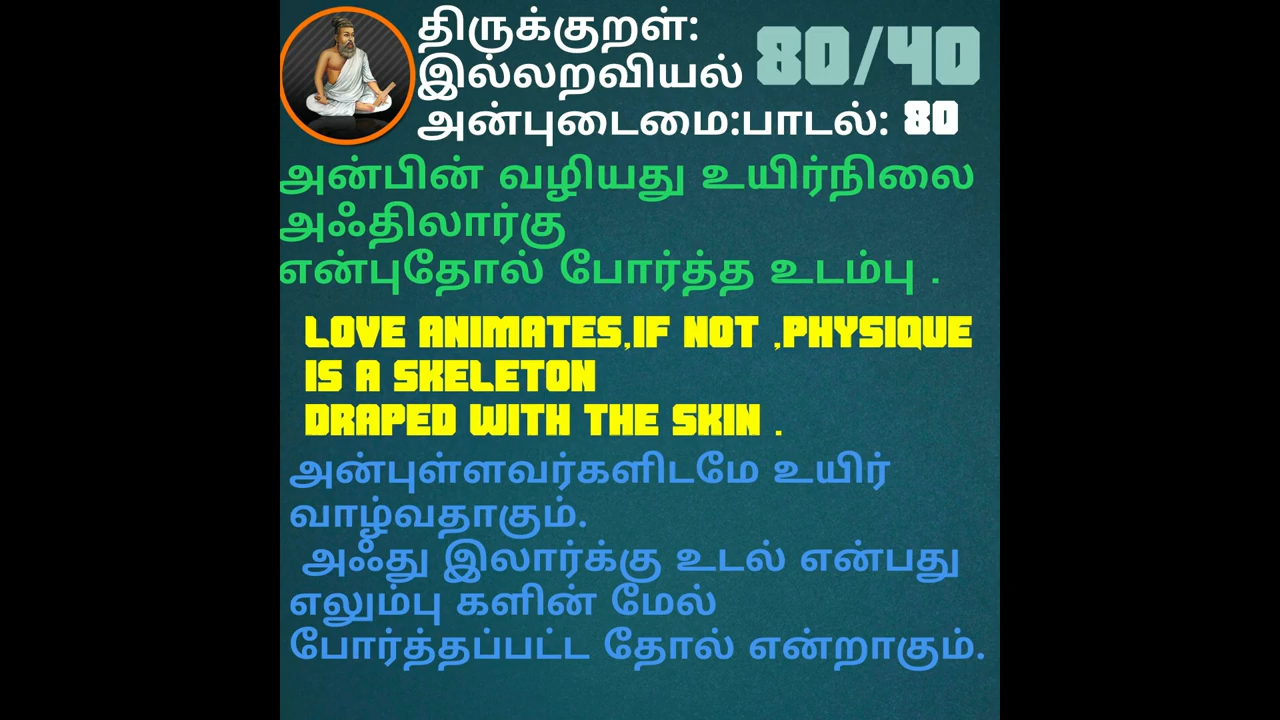 திருக்குறள்:
இல்லறவியல் 80/40
அன்புடைமை:பாடல்: 80
அன்பின் வழியது உயிர்நிலை
அஃதிலார்கு
என்புதோல் போர்த்த உடம்பு .
LOVE ANIMATES,IF NOT ,PHYSIQUE
IS A SKELETON
DRAPED WITH THE SKIN .
அன்புள்ளவர்களிடமே உயிர்
வாழ்வதாகும்.
அஃது இலார்க்கு உடல் என்பது
எலும்பு களின் மேல்
போர்த்தப்பட்ட தோல் என்றாகும்.